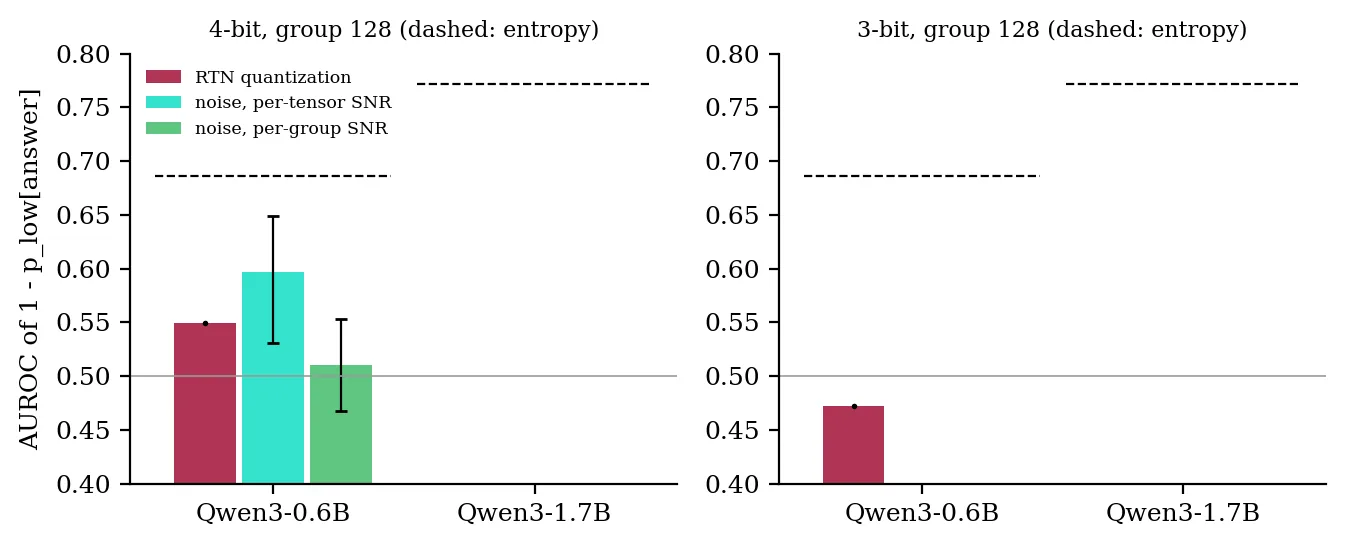 4-bit, group 128 (dashed: entropy)
AUROC of 1 - p_low[answer]
0.80
0.75
0.70
0.65
0.60
0.55
0.50
0.45
0.40
RTN quantization
noise, per-tensor SNR
noise, per-group SNR
Qwen3-0.6B
Qwen3-1.7B
3-bit, group 128 (dashed: entropy)
0.80
0.75
0.70
0.65
0.60
0.55
0.50
0.45
0.40
Qwen3-0.6B
Qwen3-1.7B